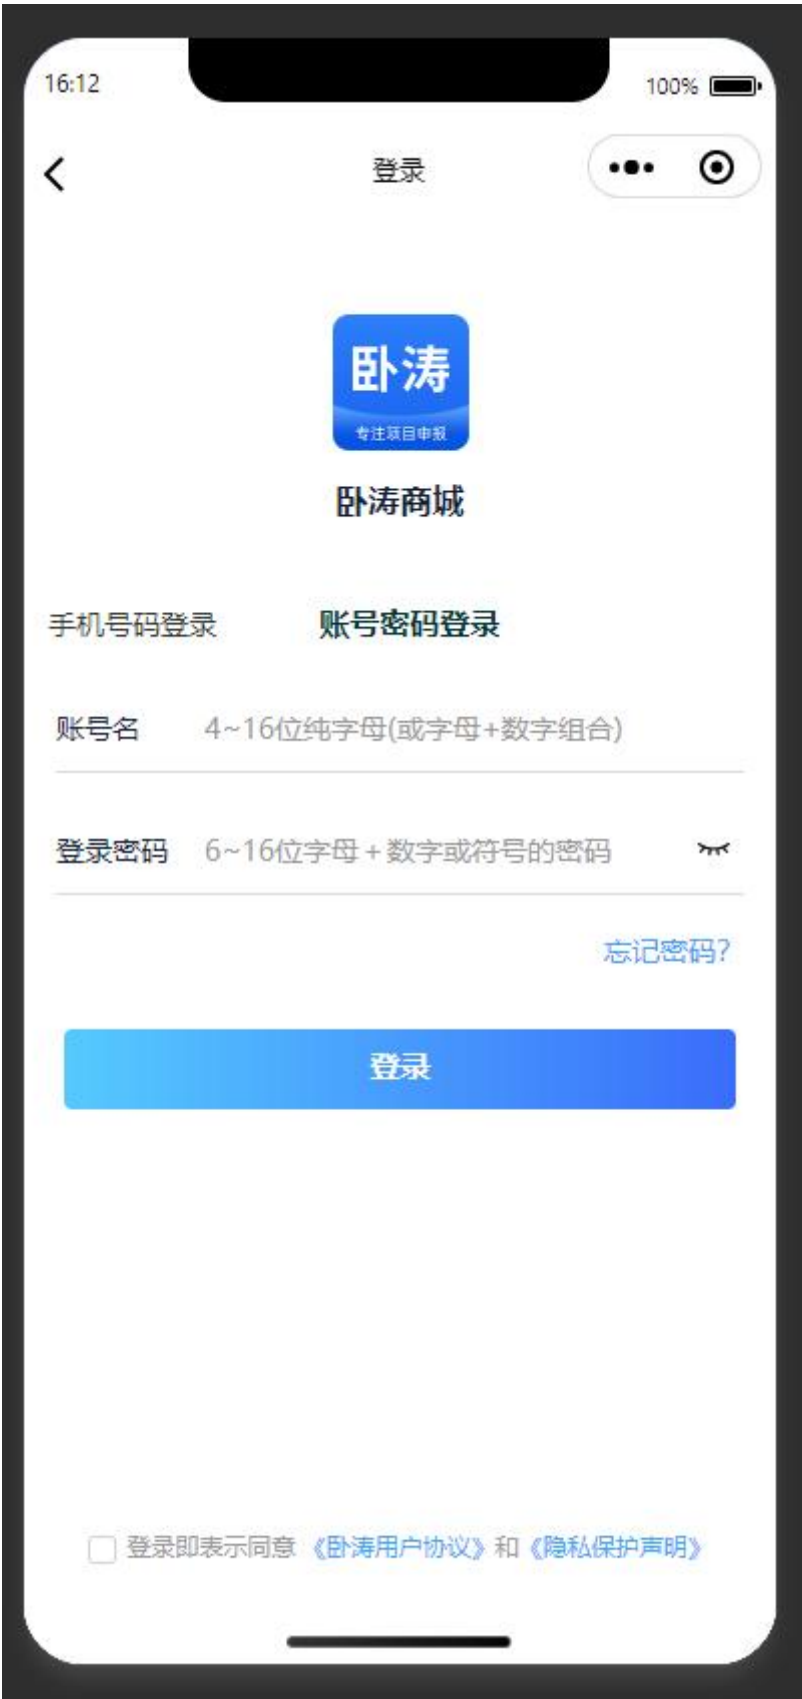 16:12
100%
登录
卧涛
专注项目申报
卧涛商城
手机号码登录 账号密码登录
账号名 4~16位纯字母(或字母+数字组合)
登录密码 6~16位字母+数字或符号的密码
忘记密码?
登录
登录即表示同意 《卧涛用户协议》和《隐私保护声明》